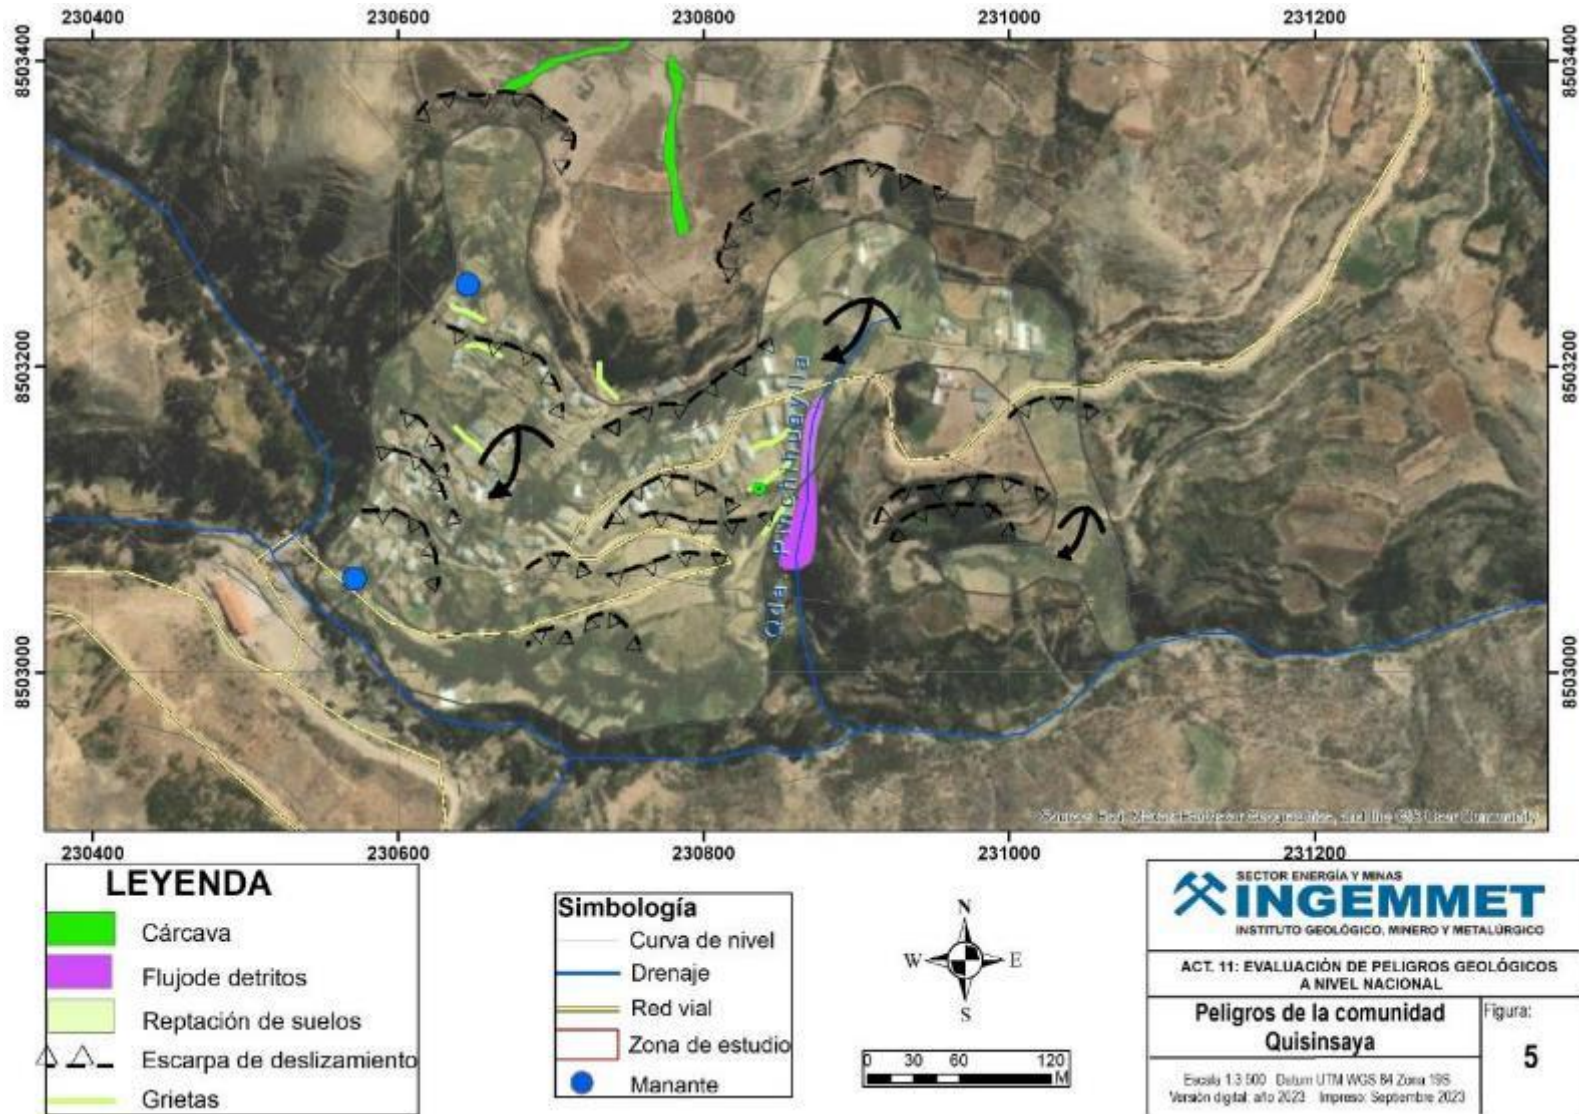 230400 230600 230800 231000 231200
8503400 8503400
8503200 8503200
8503000 8503000
Qda Pinchihuaylla
230400 230600 230800 231000 231200
LEYENDA
Cárcava
Flujode detritos
Reptación de suelos
Escarpa de deslizamiento
Grietas
Simbología
Curva de nivel
Drenaje
Red vial
Zona de estudio
Manante
N
W E
S
0 30 60 120
M
SECTOR ENERGÍA Y MINAS
INGEMMET
INSTITUTO GEOLÓGICO, MINERO Y METALÚRGICO
ACT. 11: EVALUACIÓN DE PELIGROS GEOLÓGICOS
A NIVEL NACIONAL
Peligros de la comunidad
Quisinsaya
Figura:
5
Escala 1:3 500 Datum UTM WGS 84 Zona 19S
Versión digital: año 2023 Impreso: Septiembre 2023